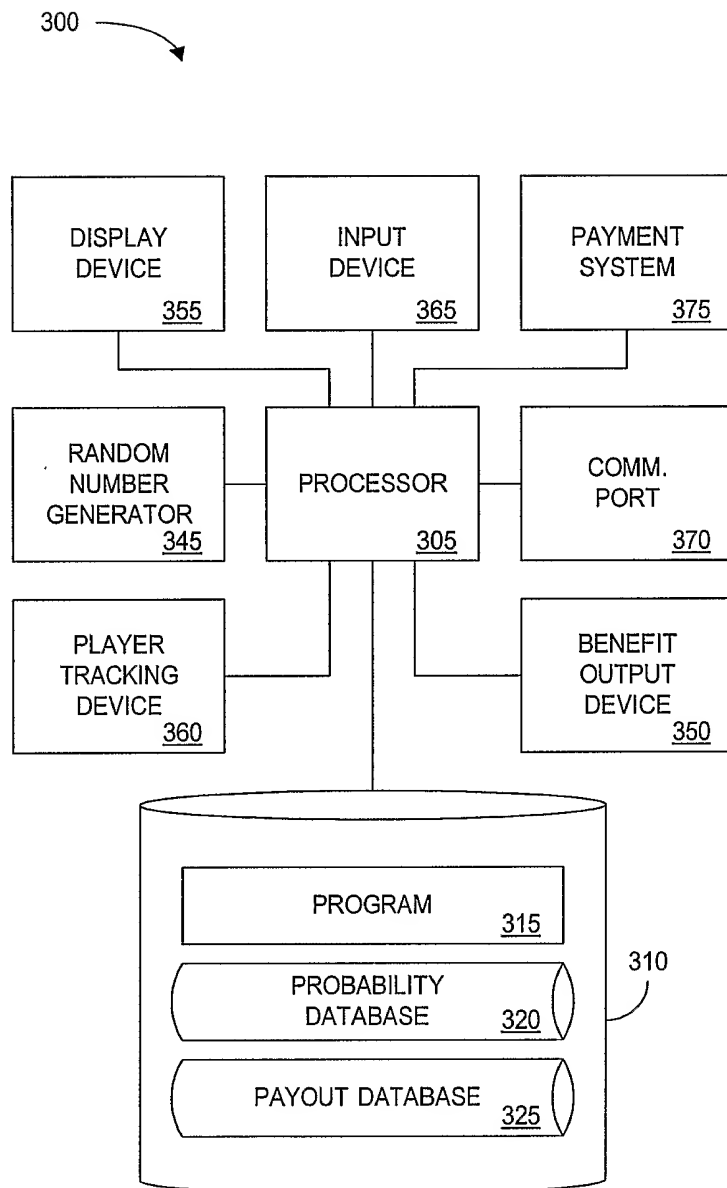 300
DISPLAY
DEVICE
355
INPUT
DEVICE
365
PAYMENT
SYSTEM
375
RANDOM
NUMBER
GENERATOR
345
PROCESSOR
305
COMM.
PORT
370
PLAYER
TRACKING
DEVICE
360
BENEFIT
OUTPUT
DEVICE
350
PROGRAM
315
310
PROBABILITY
DATABASE
320
PAYOUT DATABASE
325